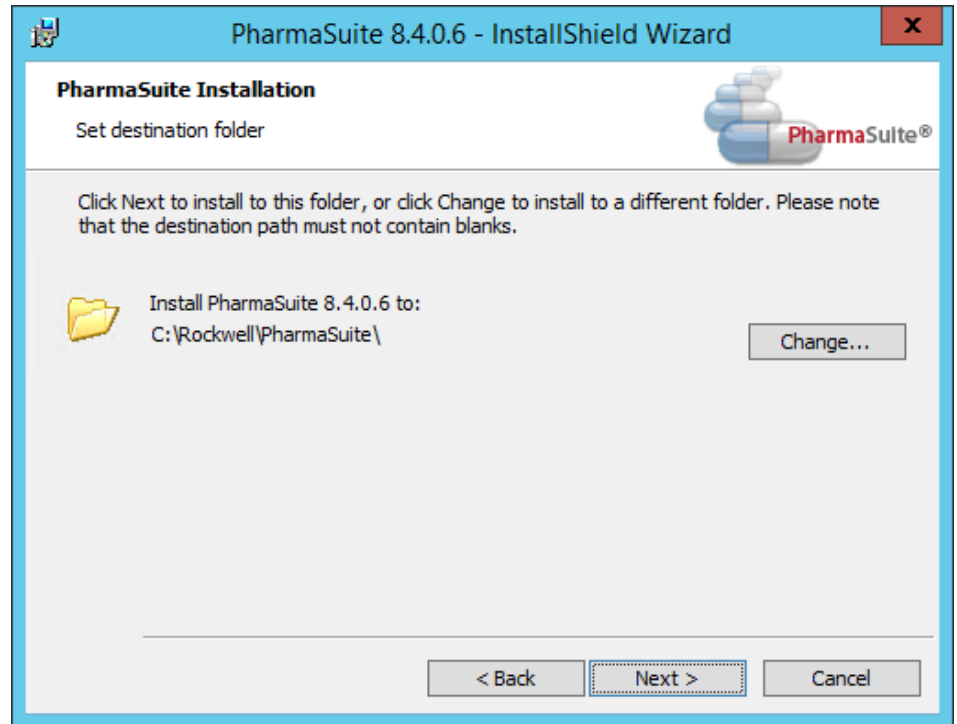 PharmaSuite 8.4.0.6 - InstallShield Wizard
x
PharmaSuite Installation
Set destination folder
PharmaSuite®
Click Next to install to this folder, or click Change to install to a different folder. Please note
that the destination path must not contain blanks.
Install PharmaSuite 8.4.0.6 to:
C:\Rockwell\PharmaSuite\
Change...
< Back
Next >
Cancel